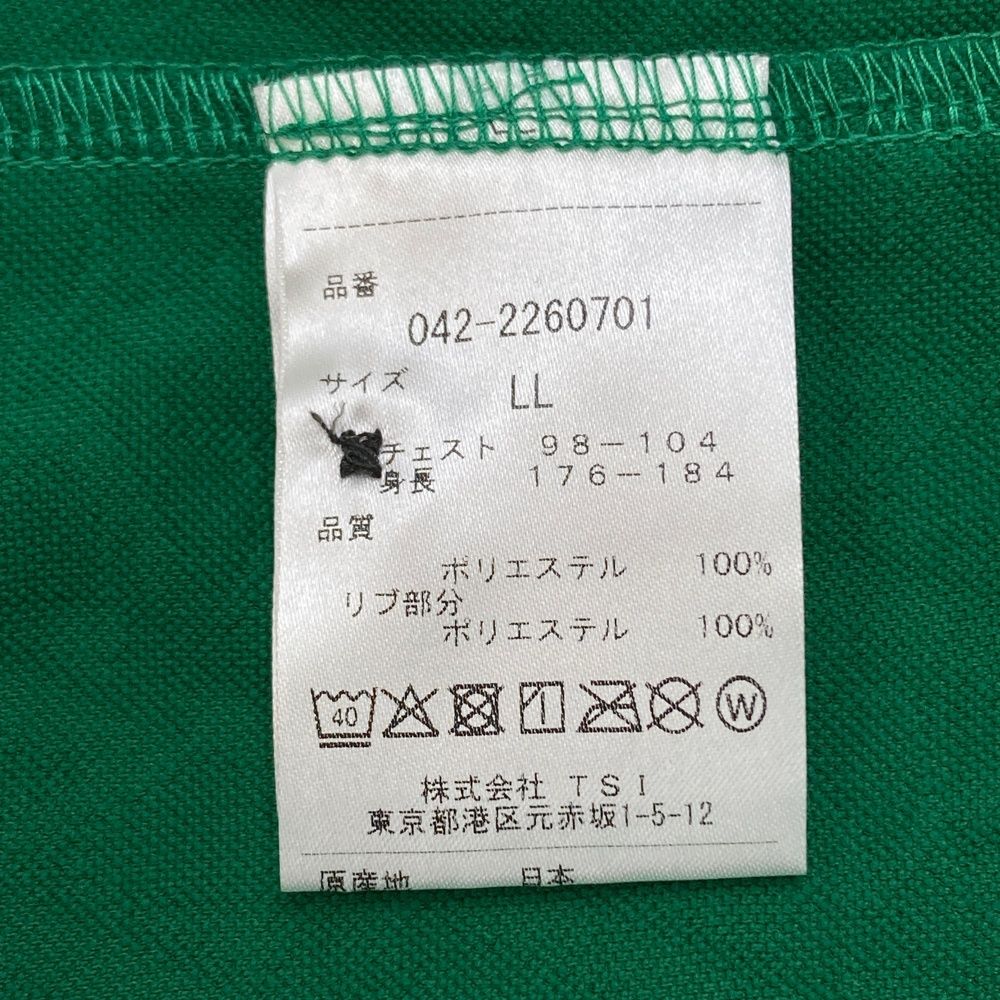 品番
042-2260701
サイズ LL
チェスト 98-104
身長 176-184
品質
ポリエステル 100%
リブ部分
ポリエステル 100%
40 W
株式会社 TSI
東京都港区元赤坂1-5-12
原産地 日本